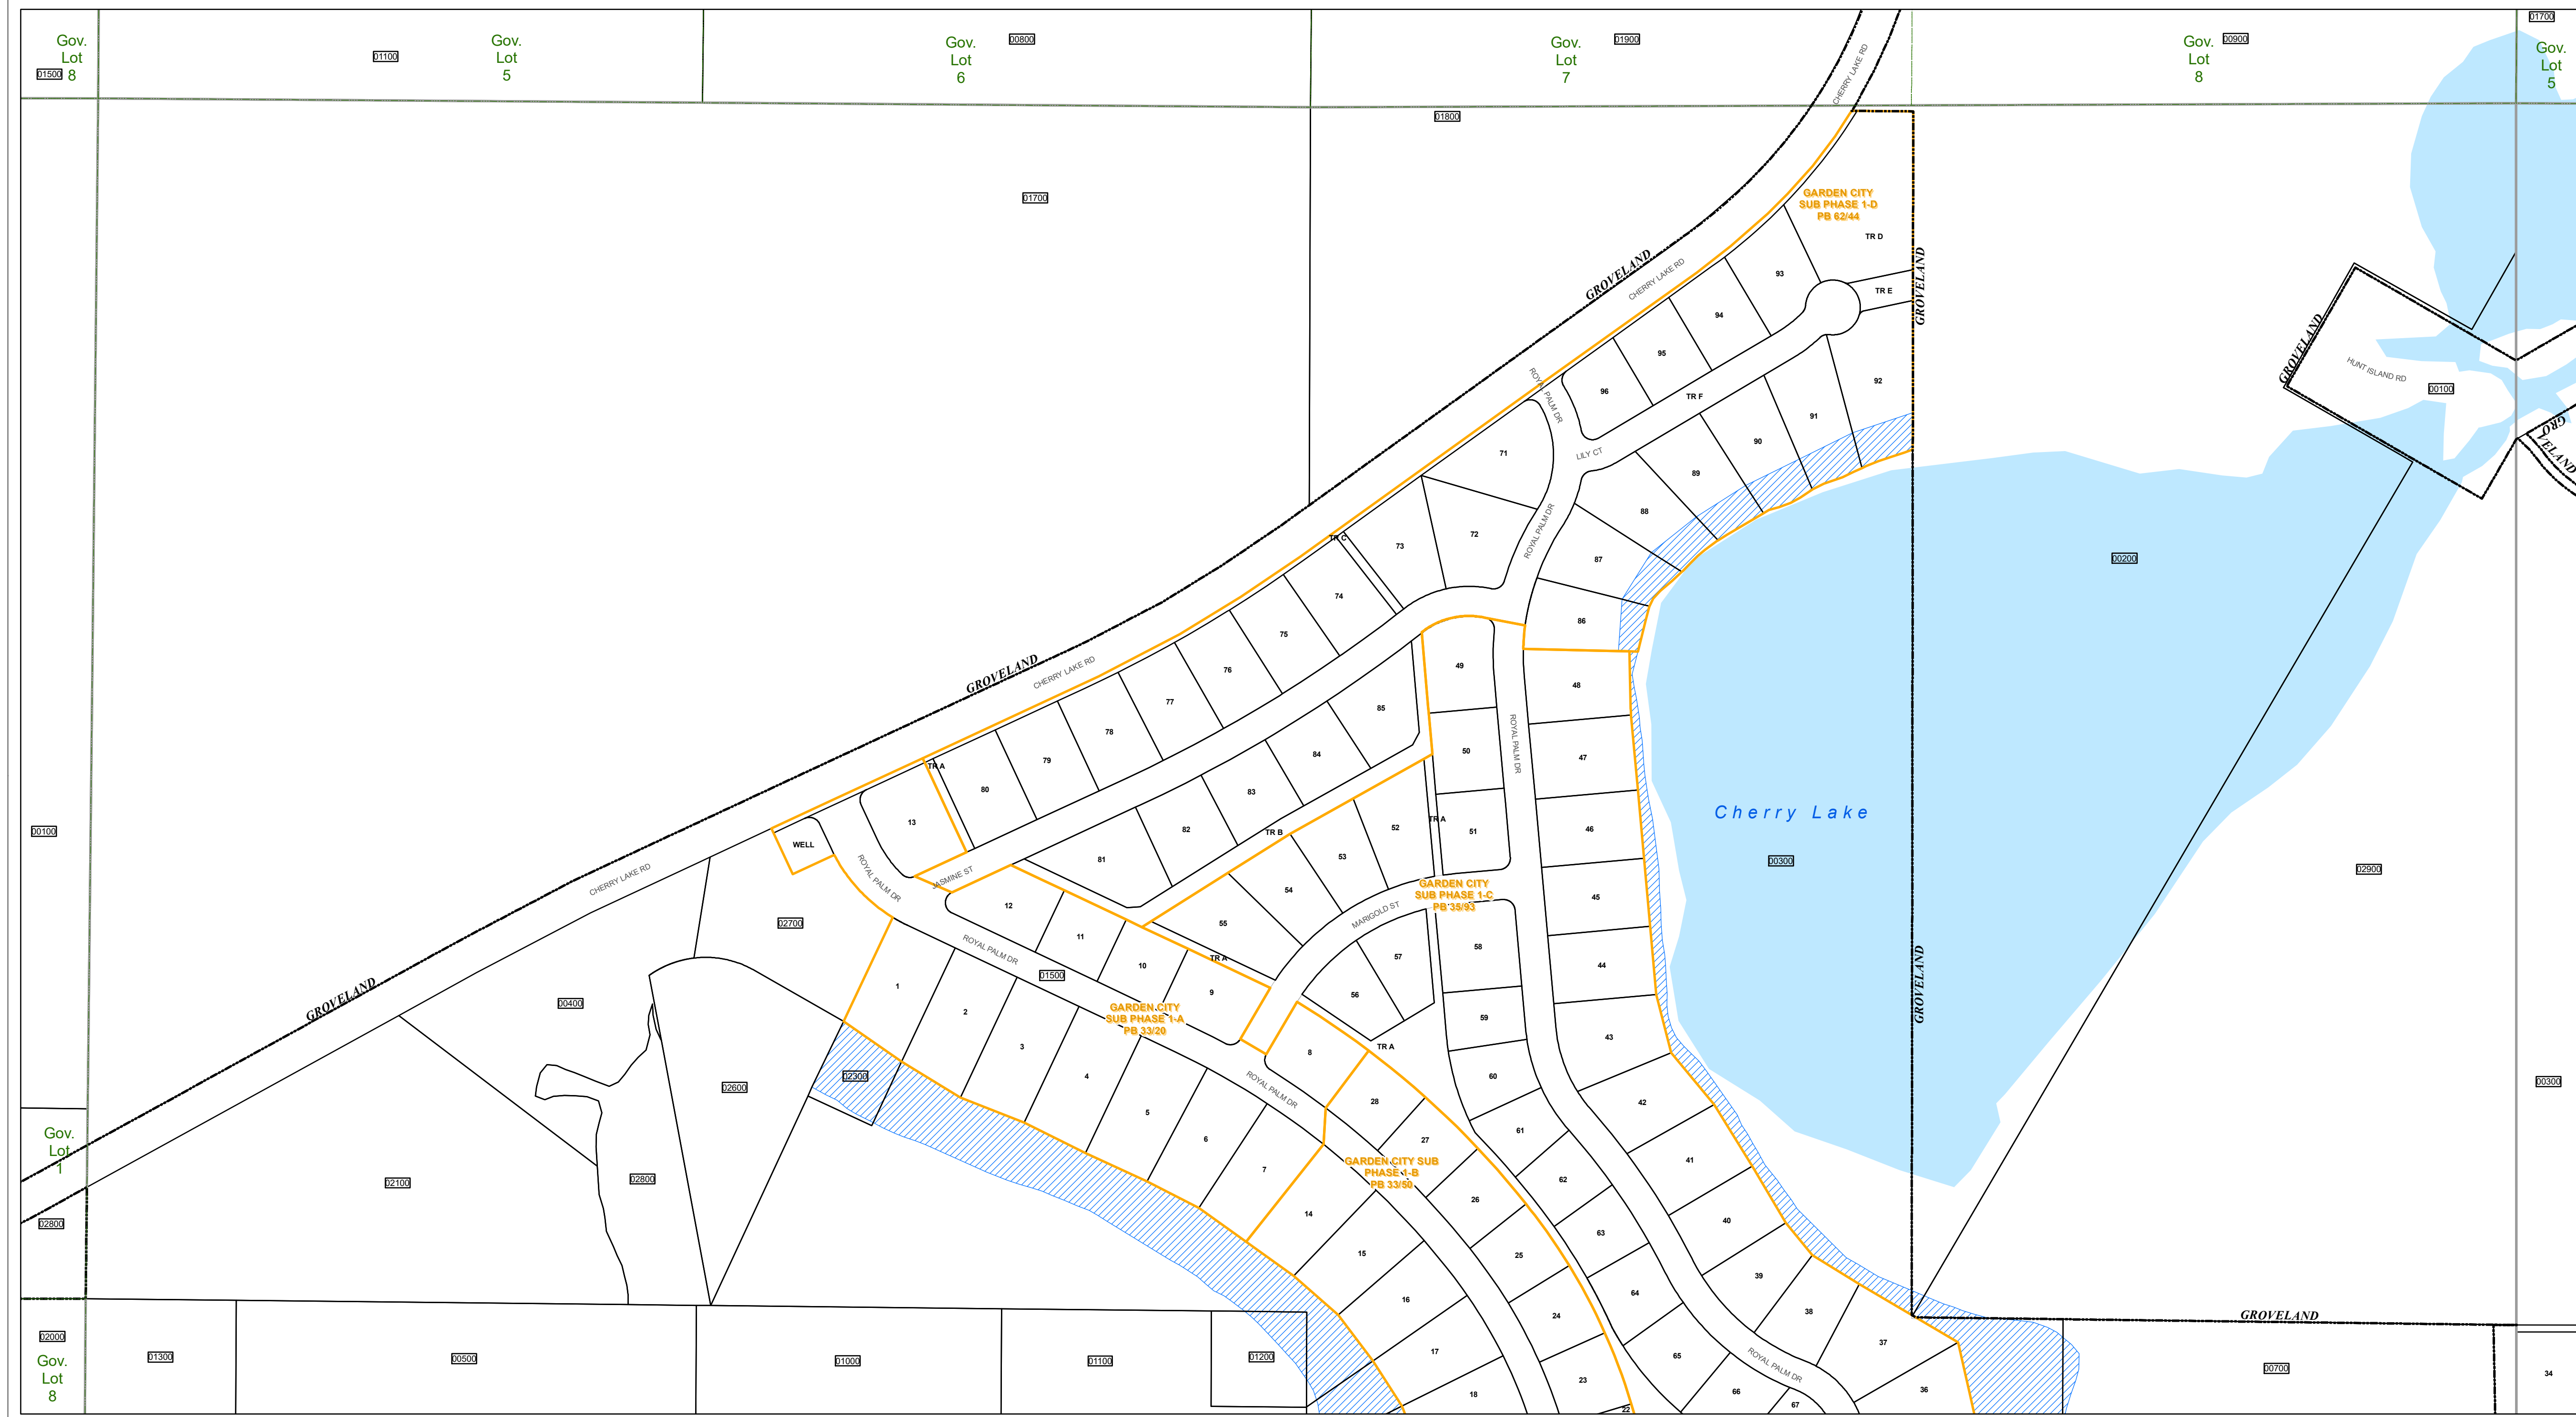 Gov.
Lot
8
01500
01100
Gov.
Lot
5
Gov.
Lot
6
00800
Gov.
Lot
7
01900
CHERRY LAKE RD
Gov.
Lot
8
00900
01700
Gov.
Lot
5
01800
01700
GARDEN CITY
SUB PHASE 1-D
PB 62/44
TR D
GROVELAND
CHERRY LAKE RD
93
TR E
GROVELAND
94
95
96
TR F
92
91
90
GROVELAND
HUNT ISLAND RD
00100
GRO
VELAND
ROYAL PALM DR
71
LILY CT
89
88
72
73
TR C
ROYAL PALM DR
87
00200
74
86
75
76
77
78
79
80
GROVELAND
CHERRY LAKE RD
49
48
85
84
83
82
81
50
ROYAL PALM DR
47
TR A
13
WELL
TR B
52
TR A
51
46
53
54
55
Cherry Lake
00300
00100
CHERRY LAKE RD
ROYAL PALM DR
JASMINE ST
GARDEN CITY
SUB PHASE 1-C
PB 35/93
45
02900
02700
12
11
10
9
TR A
MARIGOLD ST
57
58
56
44
ROYAL PALM DR
01500
GROVELAND
GROVELAND
00400
1
2
3
4
5
6
7
GARDEN CITY
SUB PHASE 1-A
PB 33/20
59
43
8
TR A
60
02600
02300
ROYAL PALM DR
28
27
42
00300
61
41
Gov.
Lot
1
02100
02800
GARDEN CITY SUB
PHASE 1-B
PB 33/50
62
26
14
40
02800
63
25
15
39
64
16
24
38
37
GROVELAND
02000
Gov.
Lot
8
01300
00500
01000
01100
01200
17
65
ROYAL PALM DR
00700
34
18
23
22
66
67
36